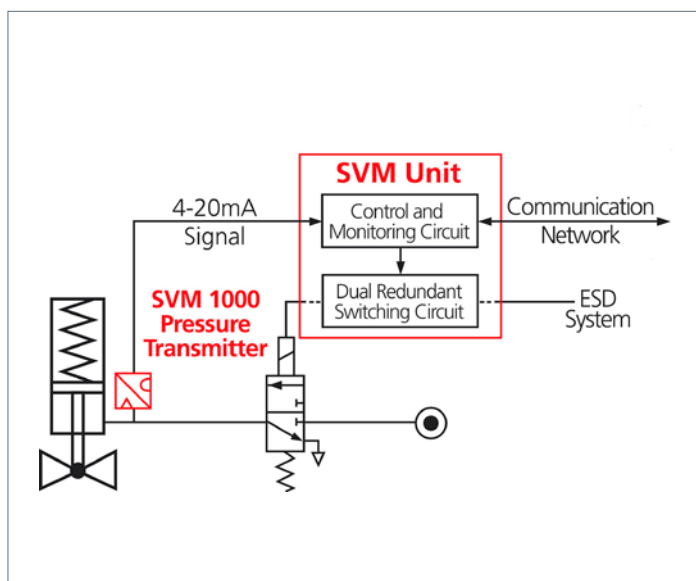 SVM Unit
4-20mA
Signal
Control and
Monitoring Circuit
Communication
Network
SVM 1000
Pressure
Transmitter
Dual Redundant
Switching Circuit
ESD
System